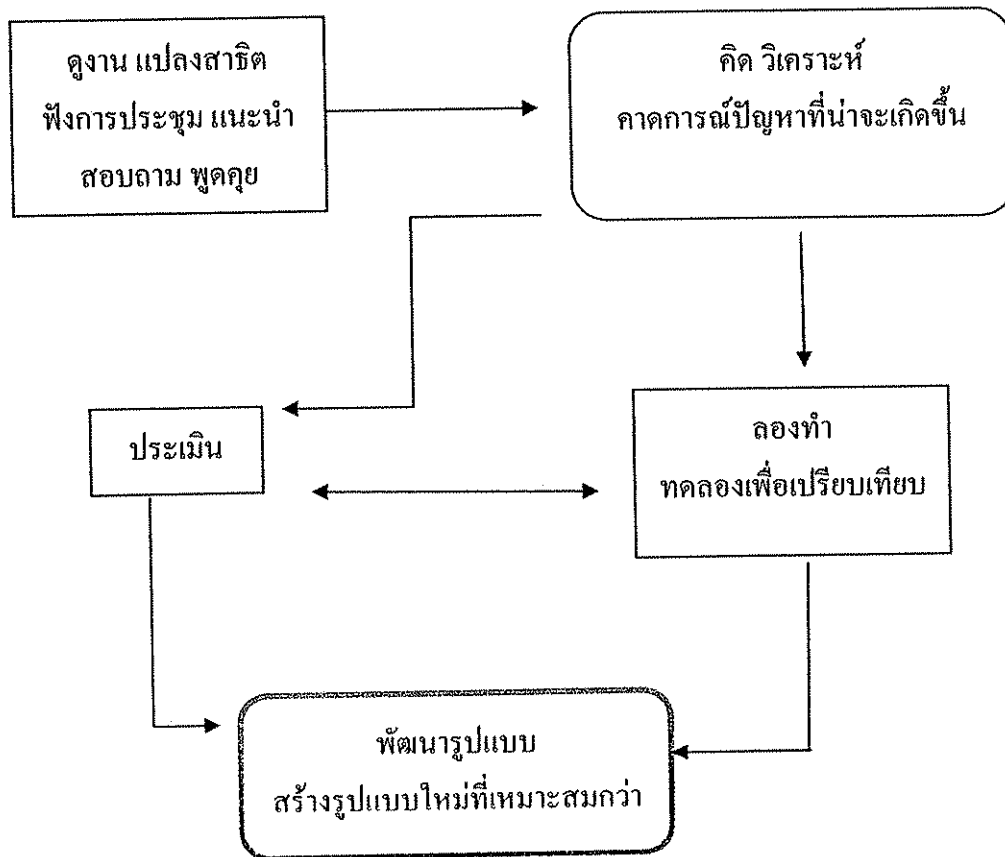 ดูงาน แปลงสาธิต
ฟังการประชุม แนะนำ
สอบถาม พูดคุย
คิด วิเคราะห์
คาดการณ์ปัญหาที่น่าจะเกิดขึ้น
ประเมิน
ลองทำ
ทดลองเพื่อเปรียบเทียบ
พัฒนารูปแบบ
สร้างรูปแบบใหม่ที่เหมาะสมกว่า